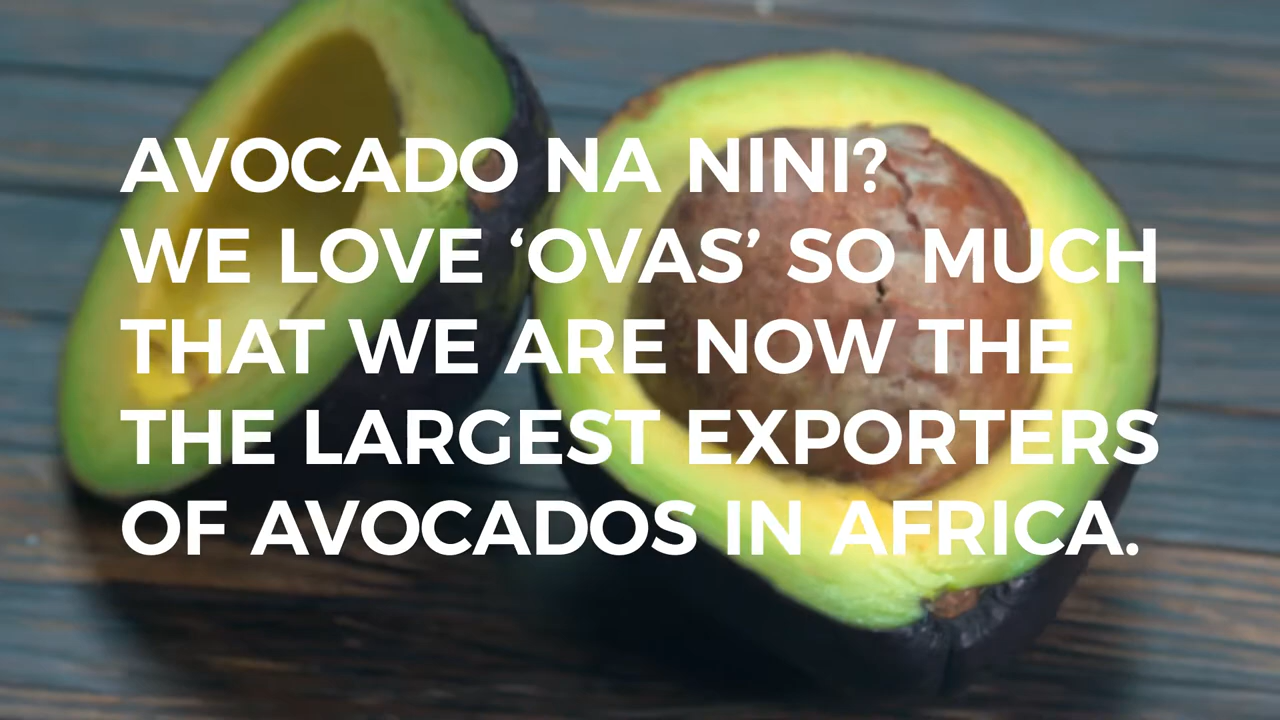 AVOCADO NA NINI?
WE LOVE ‘OVAS’ SO MUCH
THAT WE ARE NOW THE
THE LARGEST EXPORTERS
OF AVOCADOS IN AFRICA.